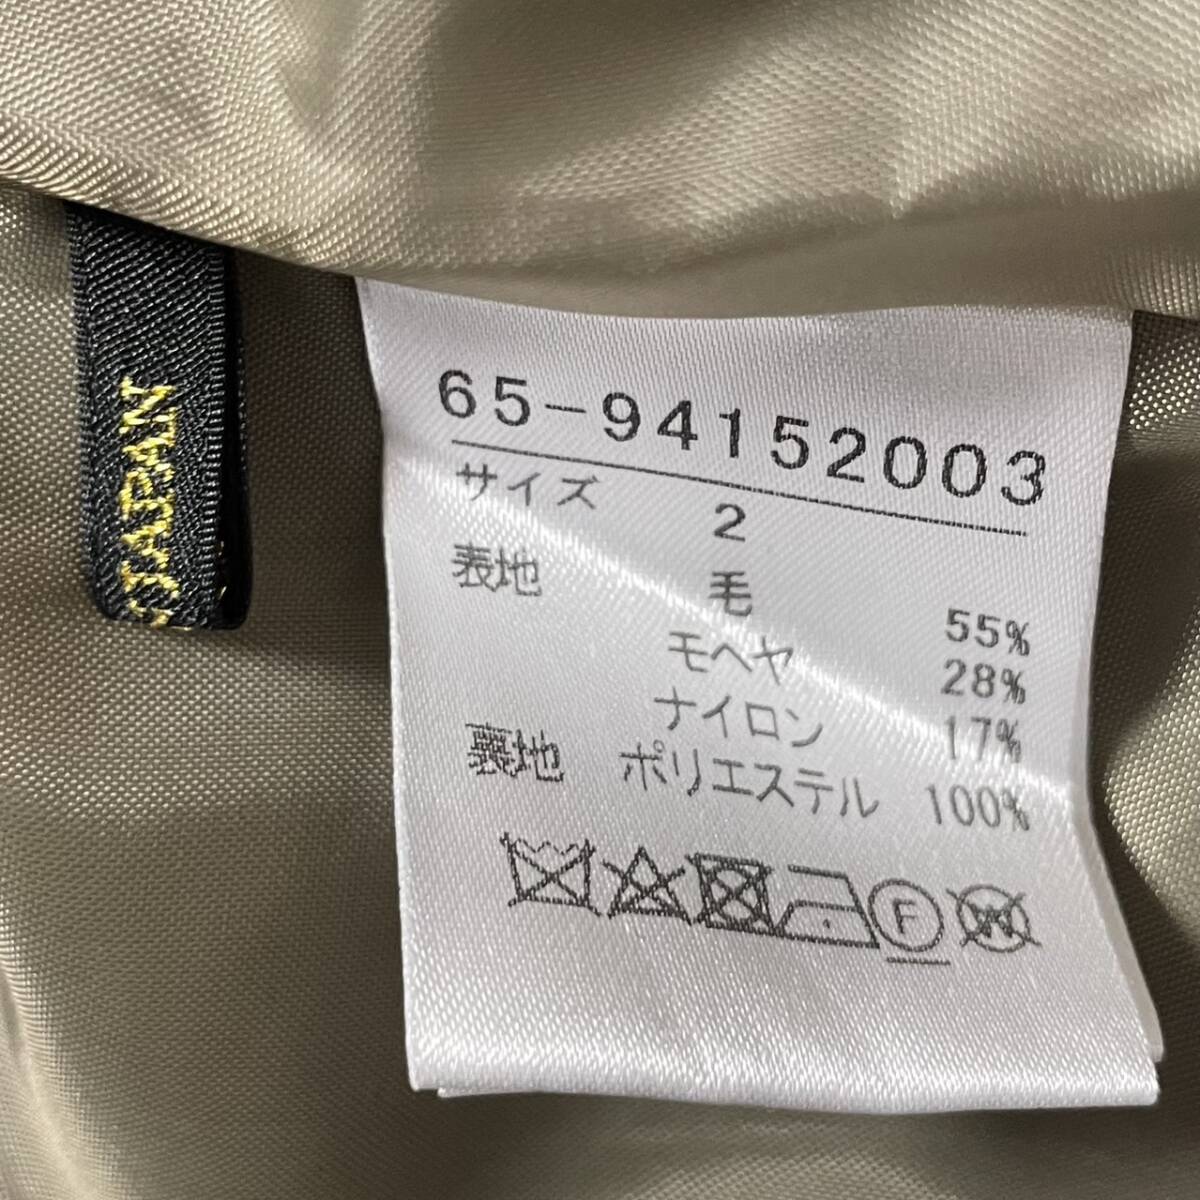 JAPAN
65-94152003
サイズ 2
表地 毛 55%
モヘヤ 28%
ナイロン 17%
裏地 ポリエステル 100%
F
W